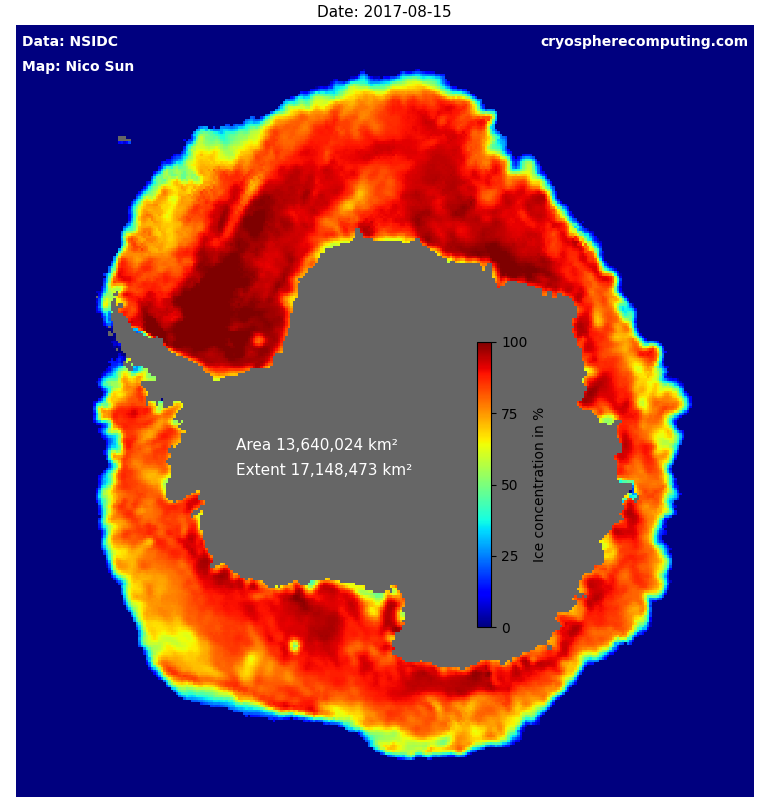 Date: 2017-08-15
Data: NSIDC
cryospherecomputing.com
Map: Nico Sun
100
75
50
25
0
Ice concentration in %
Area 13,640,024 km²
Extent 17,148,473 km²